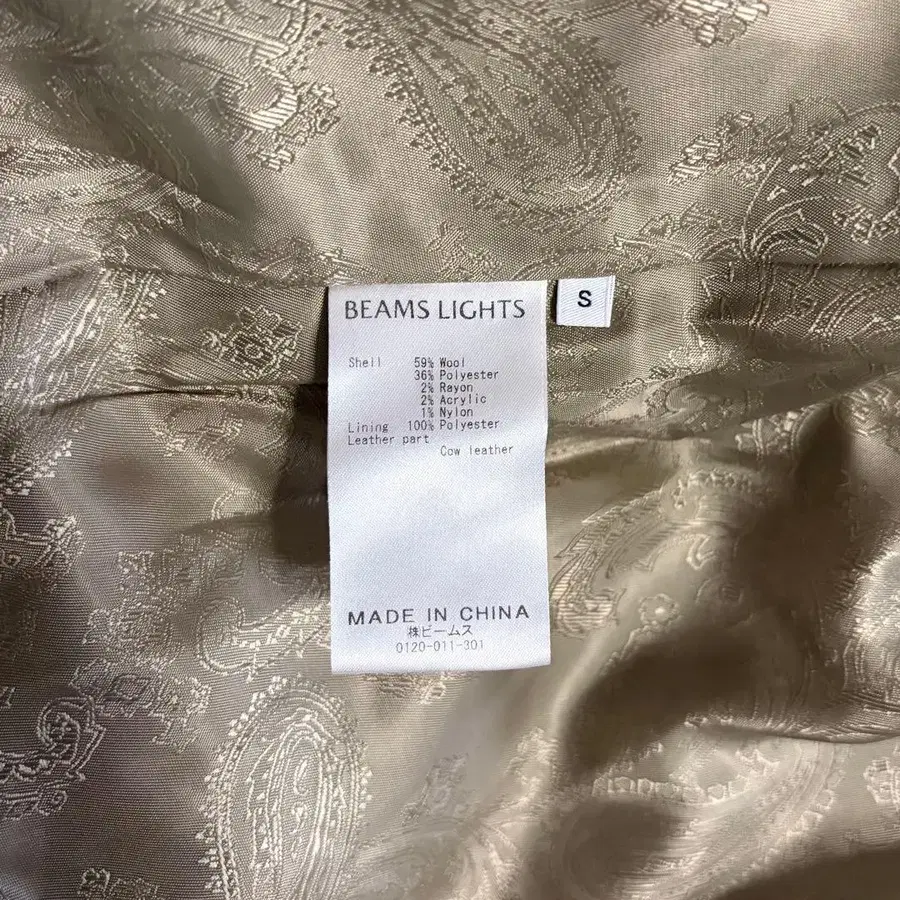 BEAMS LIGHTS
S
Shell 59% Wool
36% Polyester
2% Rayon
2% Acrylic
1% Nylon
Lining 100% Polyester
Leather part
Cow leather
MADE IN CHINA
㈱ビームス
0120-011-301